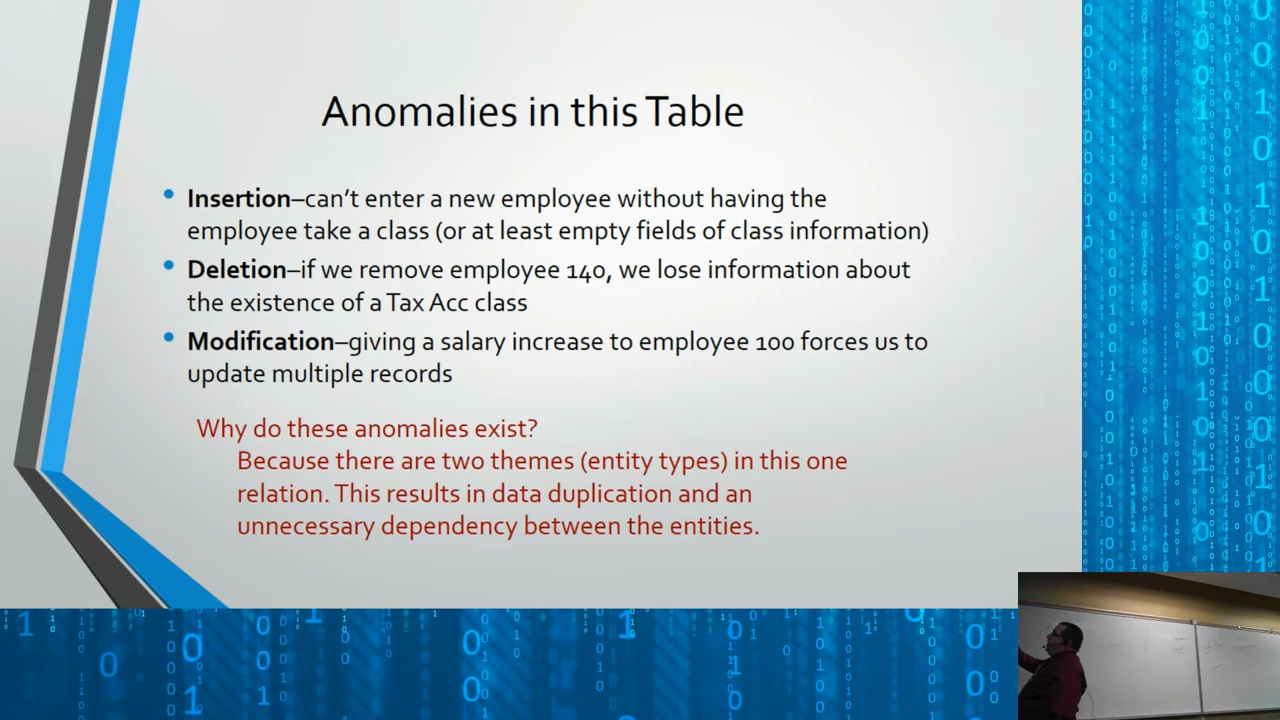 Anomalies in this Table
• Insertion–can't enter a new employee without having the
employee take a class (or at least empty fields of class information)
• Deletion–if we remove employee 140, we lose information about
the existence of a Tax Acc class
• Modification–giving a salary increase to employee 100 forces us to
update multiple records
Why do these anomalies exist?
Because there are two themes (entity types) in this one
relation. This results in data duplication and an
unnecessary dependency between the entities.